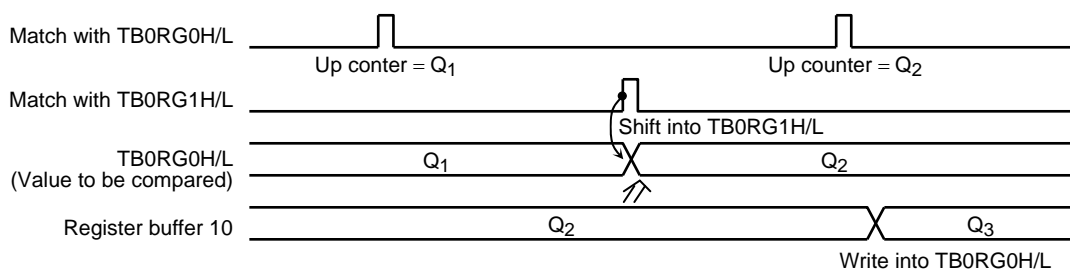 Match with TB0RG0H/L
Up conter = Q1
Up counter = Q2
Match with TB0RG1H/L
Shift into TB0RG1H/L
TB0RG0H/L
(Value to be compared)
Q1
Q2
Register buffer 10
Q2
Q3
Write into TB0RG0H/L